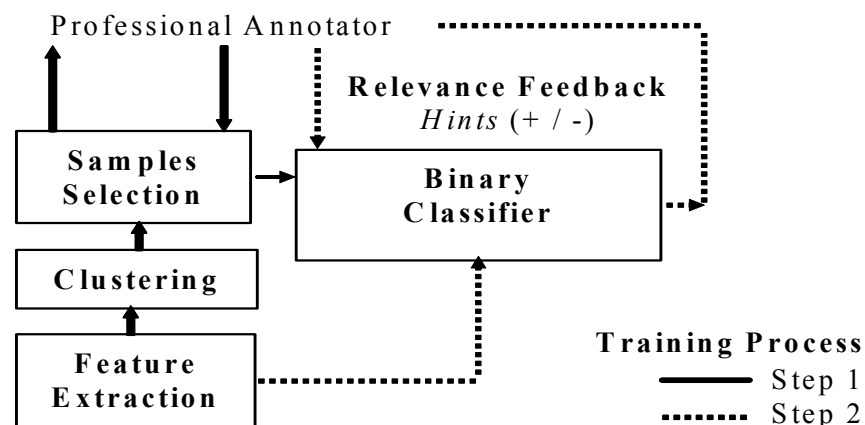 Professional Annotator
Relevance Feedback
Hints (+ / -)
Samples
Selection
Binary
Classifier
Clustering
Feature
Extraction
Training Process
Step 1
Step 2